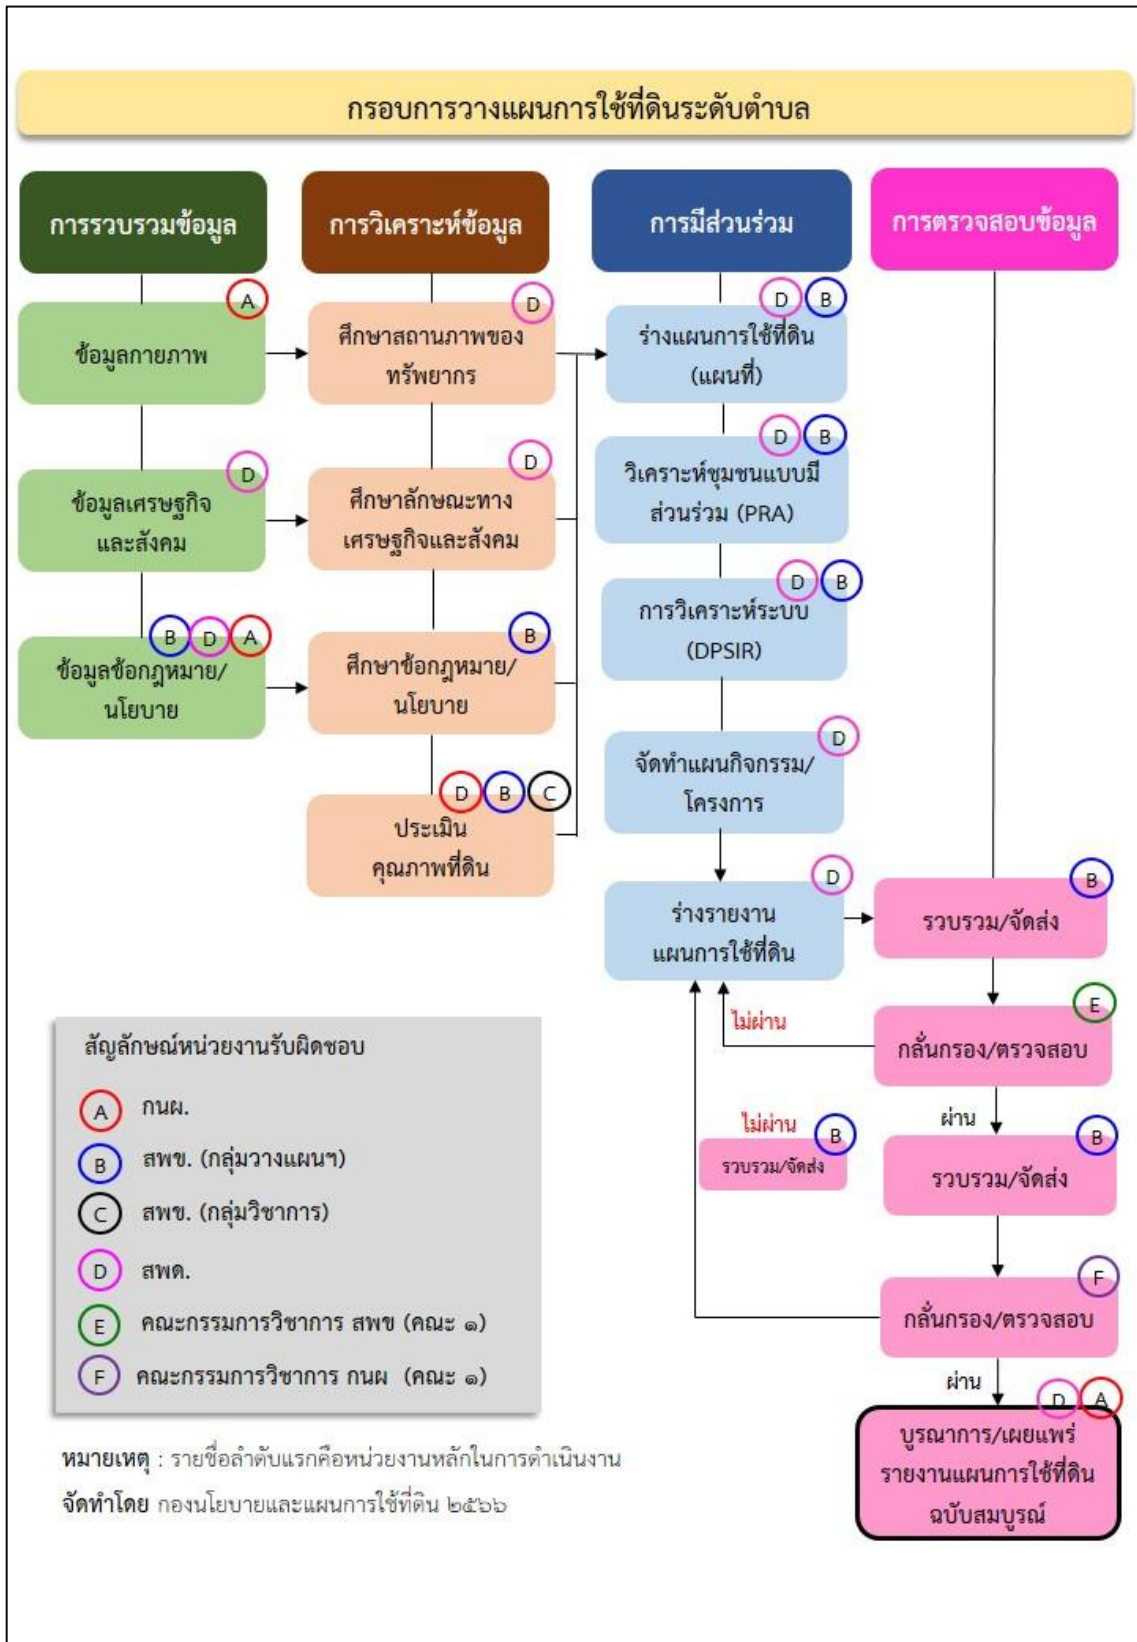 กรอบการวางแผนการใช้ที่ดินระดับตำบล
การรวบรวมข้อมูล
A
ข้อมูลกายภาพ
D
ข้อมูลเศรษฐกิจ
และสังคม
B D A
ข้อมูลข้อกฎหมาย/
นโยบาย
การวิเคราะห์ข้อมูล
D
ศึกษาสถานภาพของ
ทรัพยากร
D
ศึกษาลักษณะทาง
เศรษฐกิจและสังคม
B
ศึกษาข้อกฎหมาย/
นโยบาย
D B C
ประเมิน
คุณภาพที่ดิน
การมีส่วนร่วม
D B
ร่างแผนการใช้ที่ดิน
(แผนที่)
D B
วิเคราะห์ชุมชนแบบมี
ส่วนร่วม (PRA)
D B
การวิเคราะห์ระบบ
(DPSIR)
D
จัดทำแผนกิจกรรม/
โครงการ
D
ร่างรายงาน
แผนการใช้ที่ดิน
การตรวจสอบข้อมูล
B
รวบรวม/จัดส่ง
E
กลั่นกรอง/ตรวจสอบ
ไม่ผ่าน
ผ่าน
B
รวบรวม/จัดส่ง
ไม่ผ่าน
B
รวบรวม/จัดส่ง
F
กลั่นกรอง/ตรวจสอบ
ผ่าน
D A
บูรณาการ/เผยแพร่
รายงานแผนการใช้ที่ดิน
ฉบับสมบูรณ์
สัญลักษณ์หน่วยงานรับผิดชอบ
A กนผ.
B สพข. (กลุ่มวางแผนฯ)
C สพข. (กลุ่มวิชาการ)
D สพด.
E คณะกรรมการวิชาการ สพข (คณะ ๑)
F คณะกรรมการวิชาการ กนผ (คณะ ๑)
หมายเหตุ : รายชื่อลำดับแรกคือหน่วยงานหลักในการดำเนินงาน
จัดทำโดย กองนโยบายและแผนการใช้ที่ดิน ๒๕๖๖